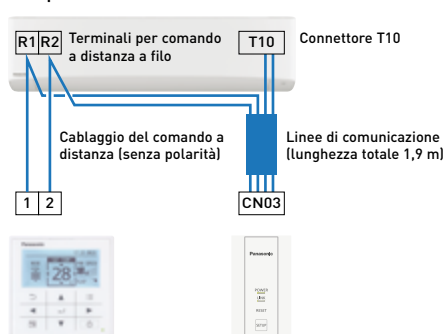 R1 R2
Terminali per comando
a distanza a filo
T10
Connettore T10
Cablaggio del comando a
distanza (senza polarità)
Linee di comunicazione
(lunghezza totale 1,9 m)
1 2
CN03
Panasonic
28
Panasonic
POWER
RESET